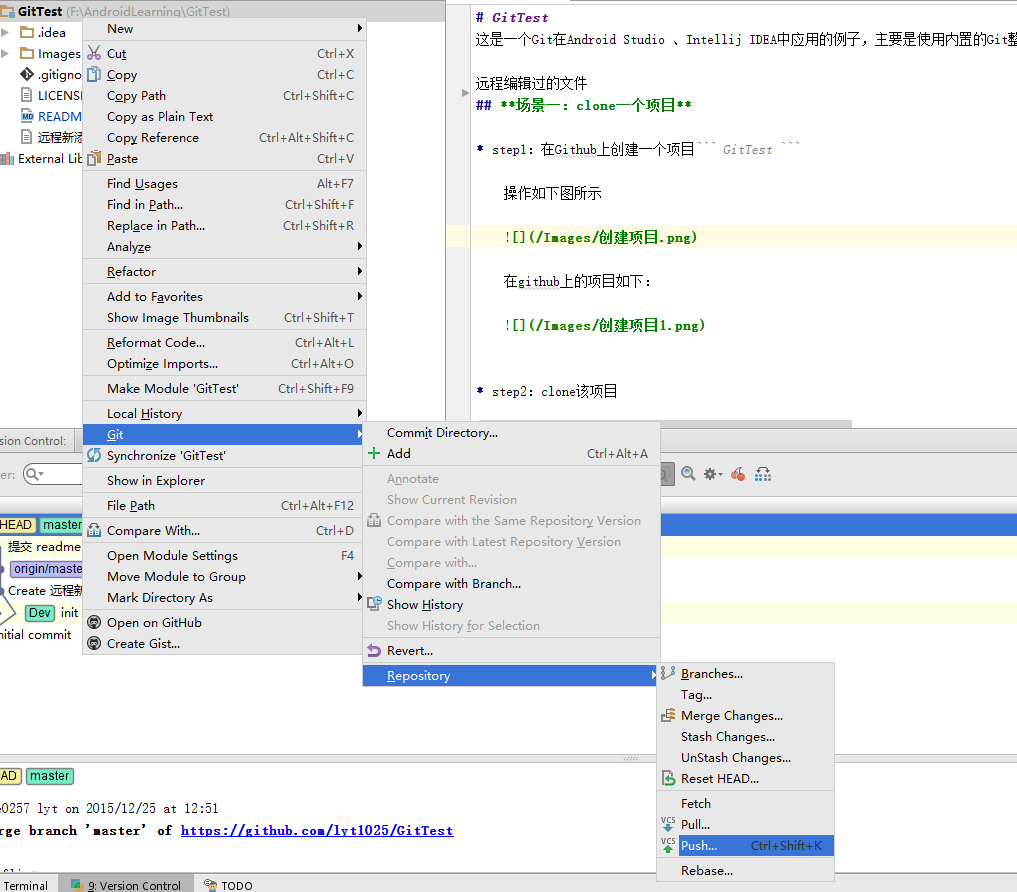 GitTest (F:\AndroidLearning\GitTest)
.idea
Images
.gitigno
LICENS
README
远程新添
External Lib
New
Cut Ctrl+X
Copy Ctrl+C
Copy Path Ctrl+Shift+C
Copy as Plain Text
Copy Reference Ctrl+Alt+Shift+C
Paste Ctrl+V
Find Usages Alt+F7
Find in Path... Ctrl+Shift+F
Replace in Path... Ctrl+Shift+R
Analyze
Refactor
Add to Favorites
Show Image Thumbnails Ctrl+Shift+T
Reformat Code... Ctrl+Alt+L
Optimize Imports... Ctrl+Alt+O
Make Module 'GitTest' Ctrl+Shift+F9
Local History
Git
Synchronize 'GitTest'
Show in Explorer
File Path Ctrl+Alt+F12
Compare With... Ctrl+D
Open Module Settings F4
Move Module to Group
Mark Directory As
Open on GitHub
Create Gist...
# GitTest
这是一个Git在Android Studio 、Intellij IDEA中应用的例子，主要是使用内置的Git整
远程编辑过的文件
## **场景一：clone一个项目**
* step1：在Github上创建一个项目``` GitTest ```
操作如下图所示
![](/Images/创建项目.png)
在github上的项目如下：
![](/Images/创建项目1.png)
* step2：clone该项目
Commit Directory...
Add Ctrl+Alt+A
Annotate
Show Current Revision
Compare with the Same Repository Version
Compare with Latest Repository Version
Compare with...
Compare with Branch...
Show History
Show History for Selection
Revert...
Repository
Branches...
Tag...
Merge Changes...
Stash Changes...
UnStash Changes...
Reset HEAD...
Fetch
Pull...
Push... Ctrl+Shift+K
Rebase...
sion Control:
er:
HEAD master
提交 readme
origin/maste
Create 远程新
Dev init
nitial commit
AD master
0257 lyt on 2015/12/25 at 12:51
rge branch 'master' of https://github.com/lyt1025/GitTest
Terminal 9: Version Control TODO